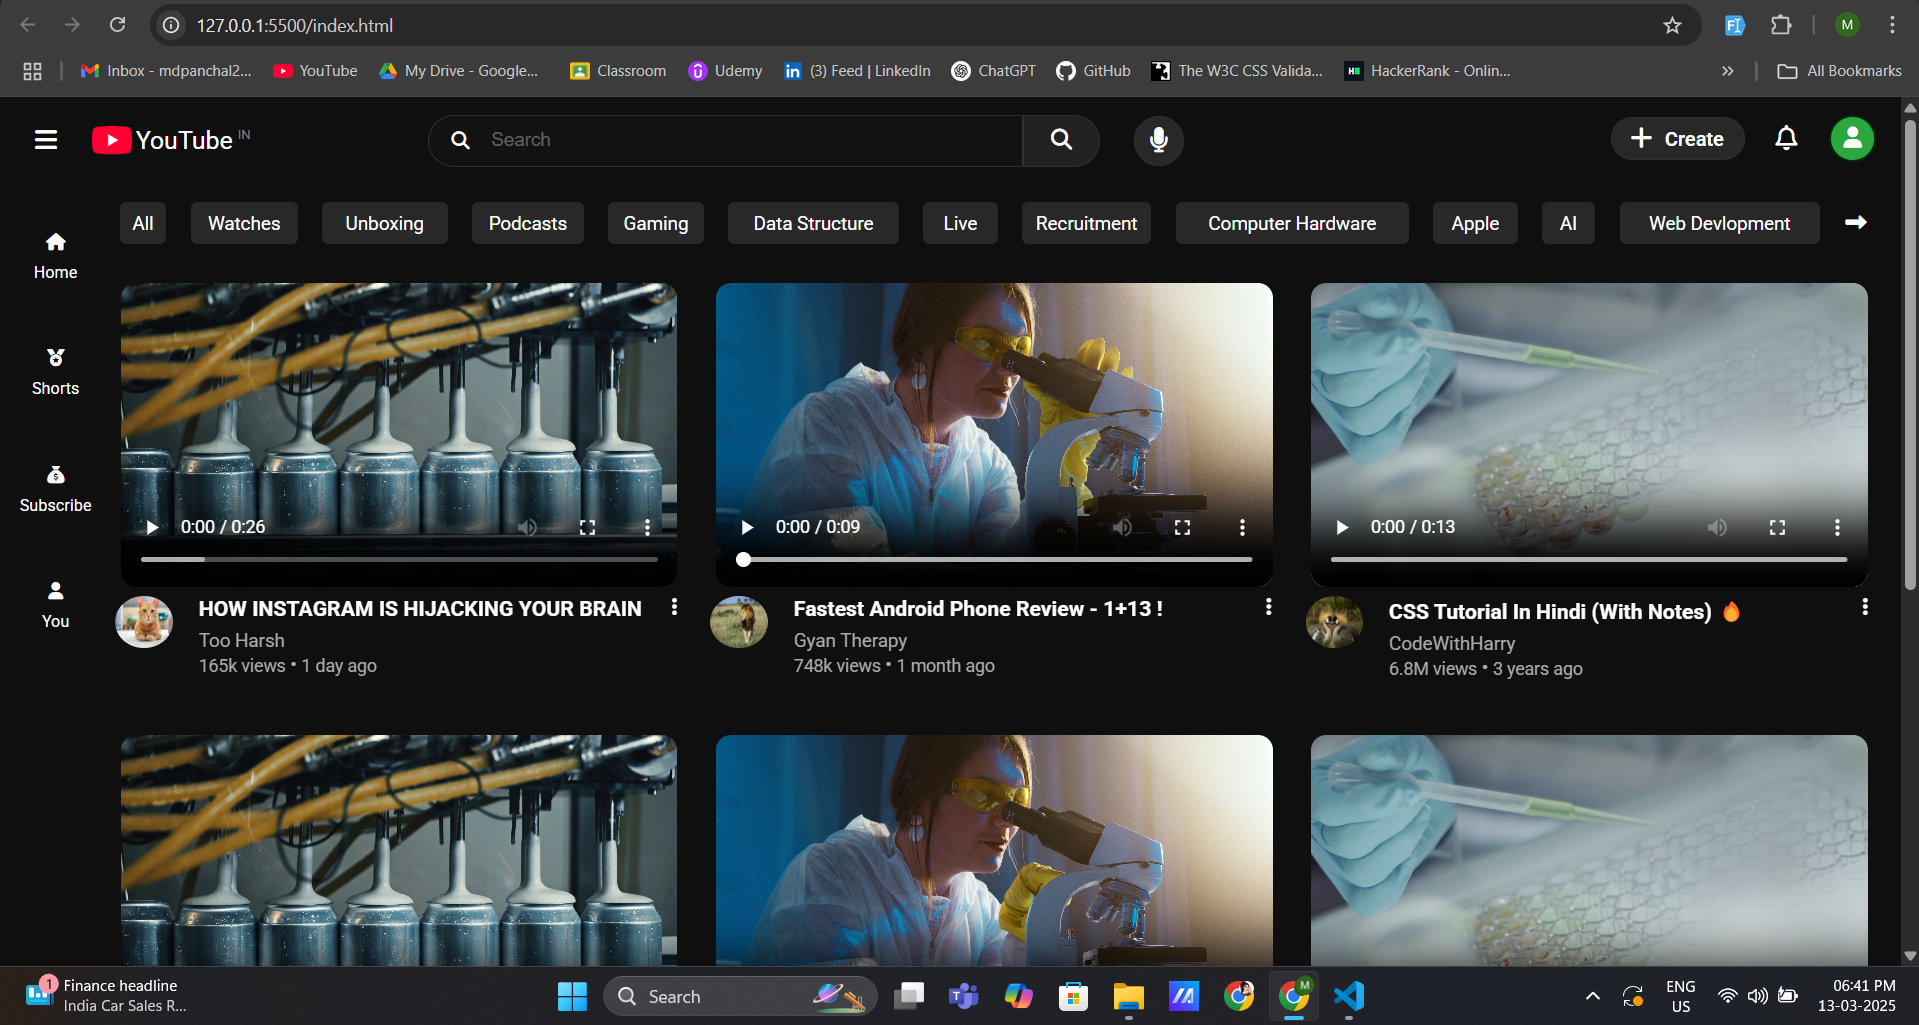 127.0.0.1:5500/index.html
M
Inbox - mdpanchal2...
YouTube
My Drive - Google...
Classroom
Udemy
(3) Feed | LinkedIn
ChatGPT
GitHub
The W3C CSS Valida...
HackerRank - Onlin...
All Bookmarks
YouTube IN
Search
Create
All
Watches
Unboxing
Podcasts
Gaming
Data Structure
Live
Recruitment
Computer Hardware
Apple
AI
Web Devlopment
Home
Shorts
Subscribe
You
0:00 / 0:26
0:00 / 0:09
0:00 / 0:13
HOW INSTAGRAM IS HIJACKING YOUR BRAIN
Too Harsh
165k views • 1 day ago
Fastest Android Phone Review - 1+13 !
Gyan Therapy
748k views • 1 month ago
CSS Tutorial In Hindi (With Notes) 🔥
CodeWithHarry
6.8M views • 3 years ago
1
Finance headline
India Car Sales R...
Search
M
ENG
US
06:41 PM
13-03-2025